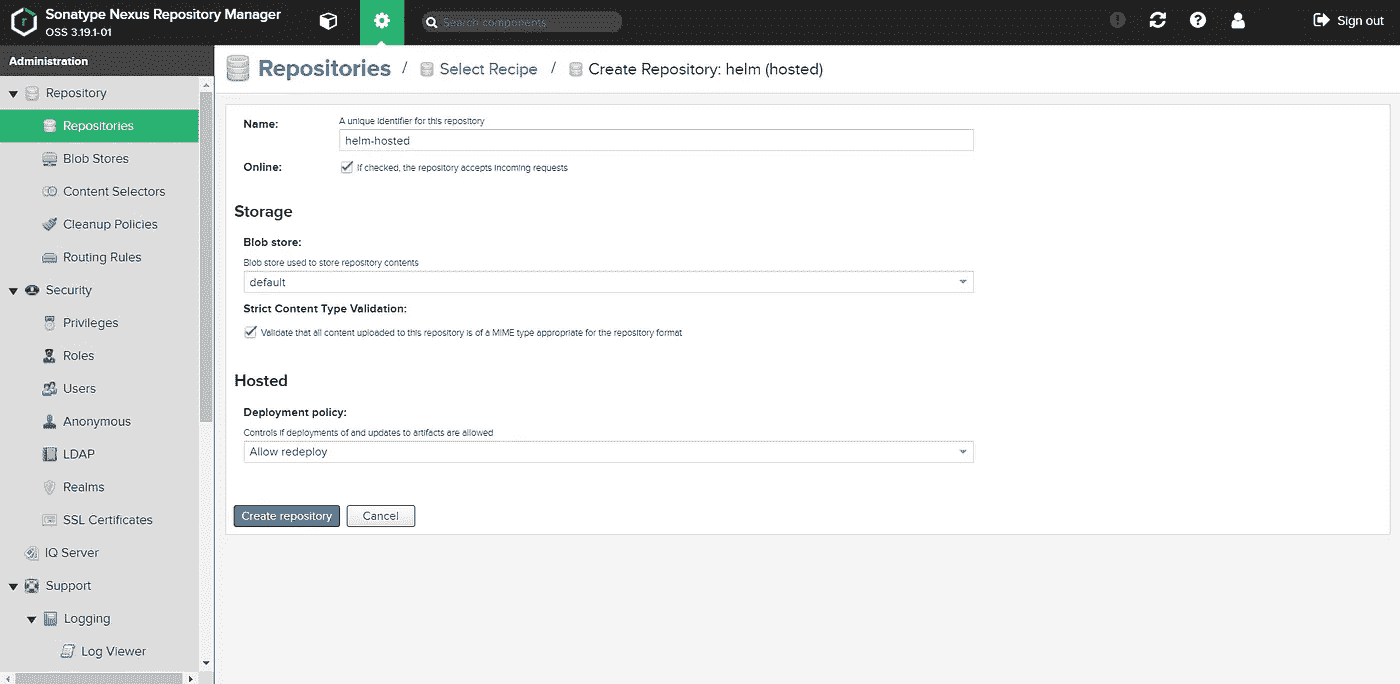 Sonatype Nexus Repository Manager
OSS 3.19.1-01
Search components
Sign out
Administration
Repository
Repositories
Blob Stores
Content Selectors
Cleanup Policies
Routing Rules
Security
Privileges
Roles
Users
Anonymous
LDAP
Realms
SSL Certificates
IQ Server
Support
Logging
Log Viewer
Repositories / Select Recipe / Create Repository: helm (hosted)
Name:
A unique identifier for this repository
helm-hosted
Online:
If checked, the repository accepts incoming requests
Storage
Blob store:
Blob store used to store repository contents
default
Strict Content Type Validation:
Validate that all content uploaded to this repository is of a MIME type appropriate for the repository format
Hosted
Deployment policy:
Controls if deployments of and updates to artifacts are allowed
Allow redeploy
Create repository
Cancel